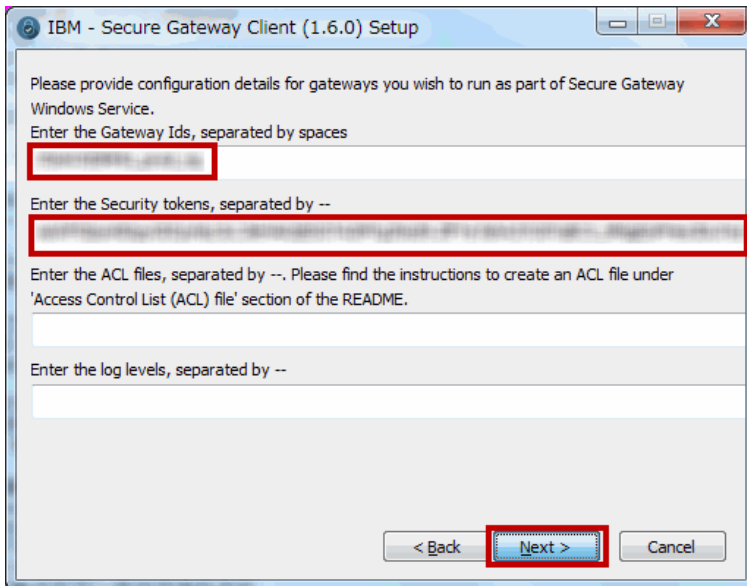 IBM - Secure Gateway Client (1.6.0) Setup
Please provide configuration details for gateways you wish to run as part of Secure Gateway
Windows Service.
Enter the Gateway Ids, separated by spaces
Enter the Security tokens, separated by --
Enter the ACL files, separated by --. Please find the instructions to create an ACL file under
'Access Control List (ACL) file' section of the README.
Enter the log levels, separated by --
< Back Next > Cancel